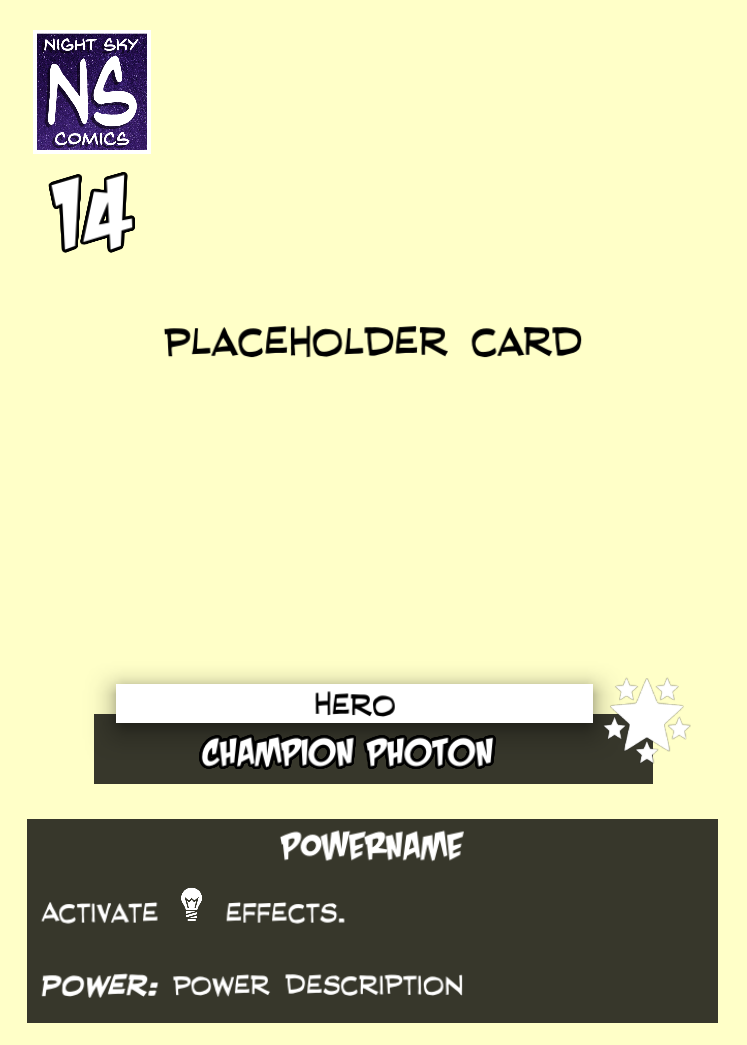 NIGHT SKY
NS
COMICS
14
PLACEHOLDER CARD
HERO
CHAMPION PHOTON
POWERNAME
ACTIVATE EFFECTS.
POWER: POWER DESCRIPTION